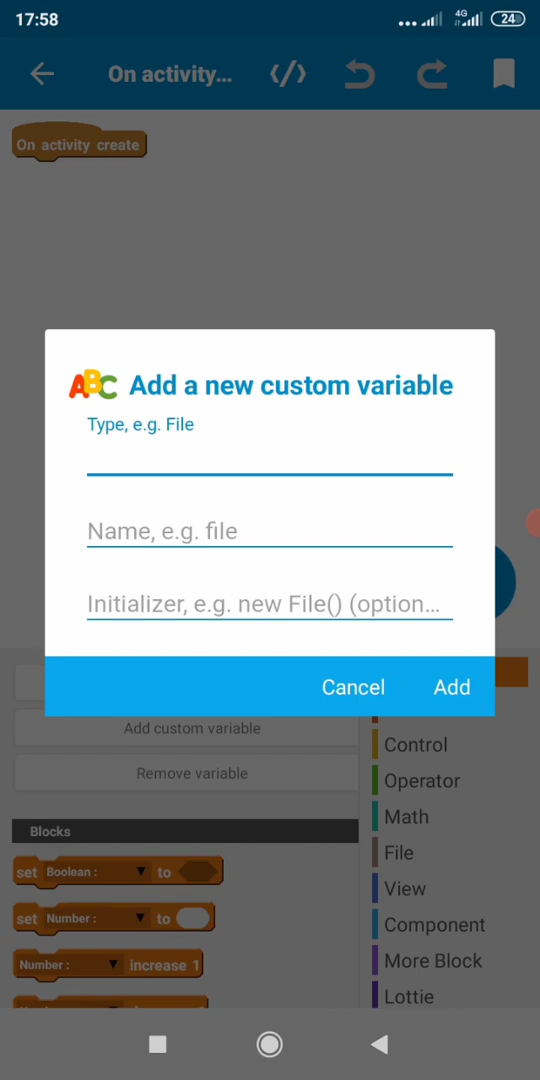 17:58
4G
24
On activity...
On activity create
ABC Add a new custom variable
Type, e.g. File
Name, e.g. file
Initializer, e.g. new File() (option...
Cancel
Add
Add custom variable
Remove variable
Blocks
set Boolean : to
set Number : to
Number : increase 1
Control
Operator
Math
File
View
Component
More Block
Lottie